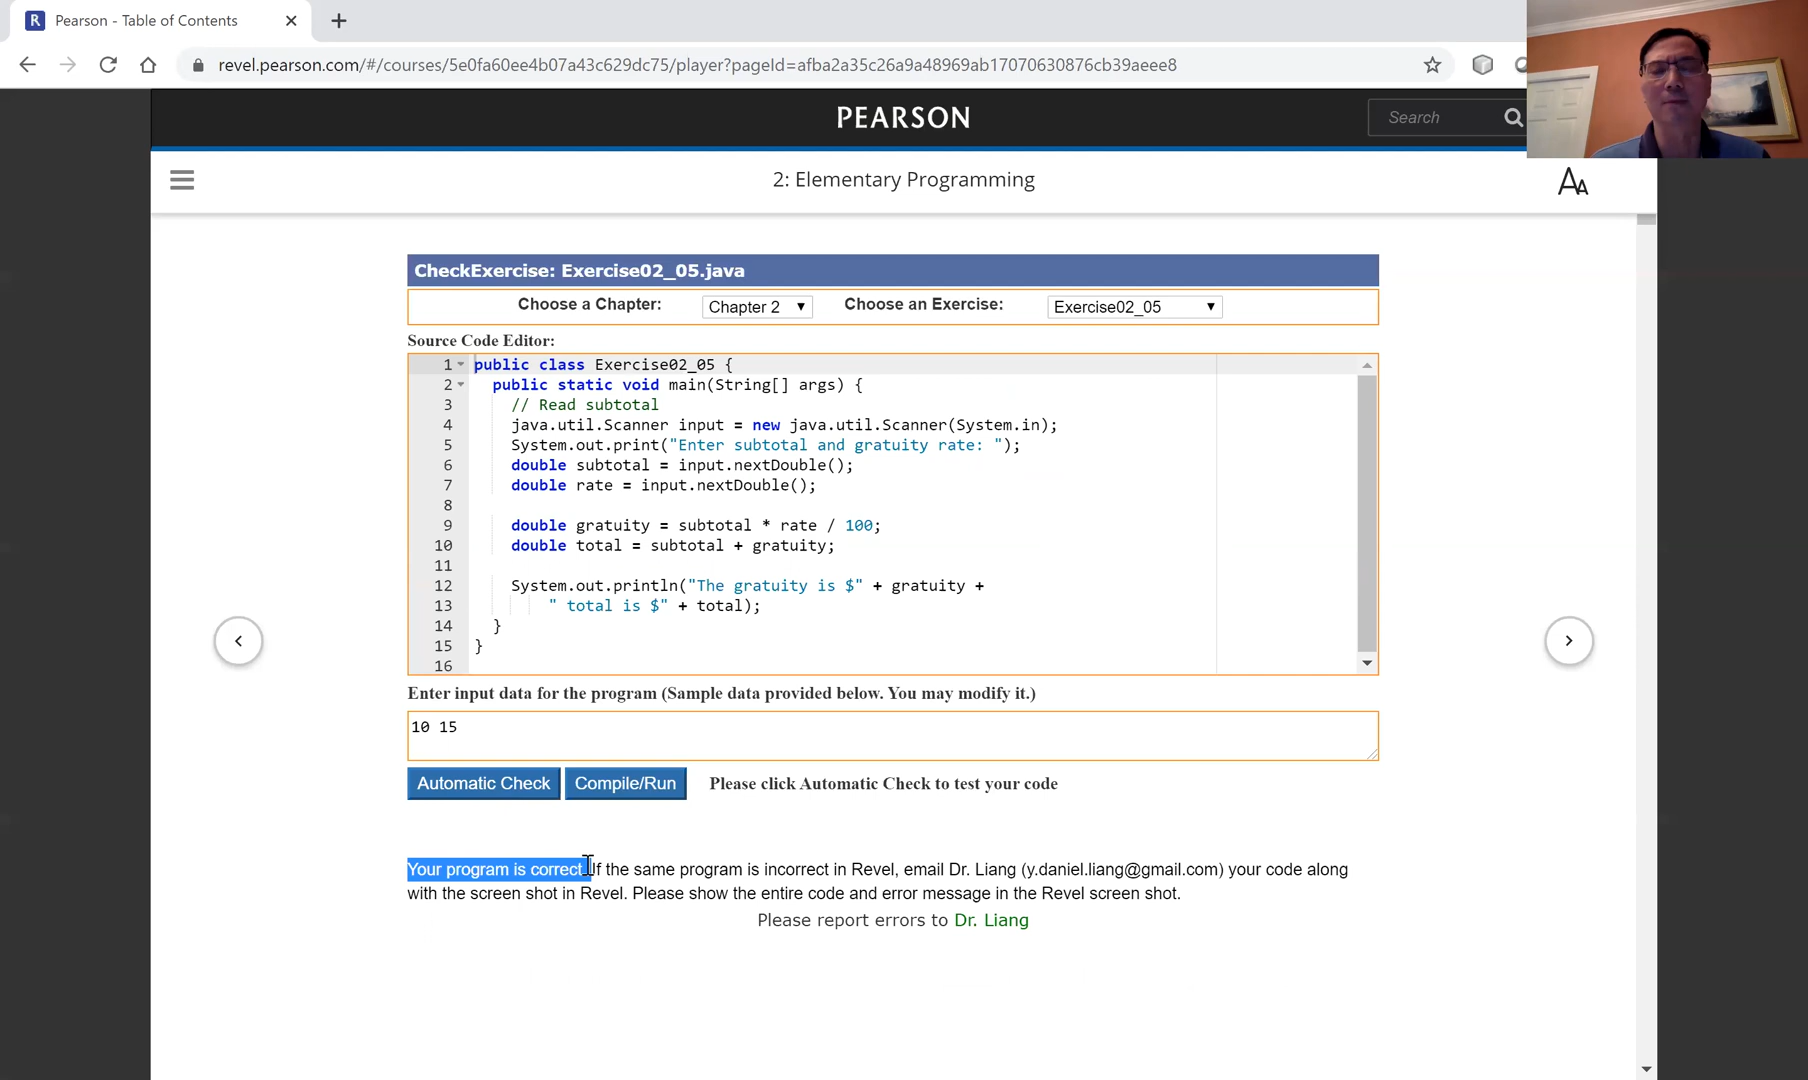 R Pearson - Table of Contents
revel.pearson.com/#/courses/5e0fa60ee4b07a43c629dc75/player?pageId=afba2a35c26a9a48969ab17070630876cb39aeee8
PEARSON
Search
2: Elementary Programming
AA
CheckExercise: Exercise02_05.java
Choose a Chapter: Chapter 2 Choose an Exercise: Exercise02_05
Source Code Editor:
1 public class Exercise02_05 {
2 public static void main(String[] args) {
3 // Read subtotal
4 java.util.Scanner input = new java.util.Scanner(System.in);
5 System.out.print("Enter subtotal and gratuity rate: ");
6 double subtotal = input.nextDouble();
7 double rate = input.nextDouble();
8
9 double gratuity = subtotal * rate / 100;
10 double total = subtotal + gratuity;
11
12 System.out.println("The gratuity is $" + gratuity +
13 " total is $" + total);
14 }
15 }
16
Enter input data for the program (Sample data provided below. You may modify it.)
10 15
Automatic Check Compile/Run Please click Automatic Check to test your code
Your program is correct. If the same program is incorrect in Revel, email Dr. Liang (y.daniel.liang@gmail.com) your code along
with the screen shot in Revel. Please show the entire code and error message in the Revel screen shot.
Please report errors to Dr. Liang